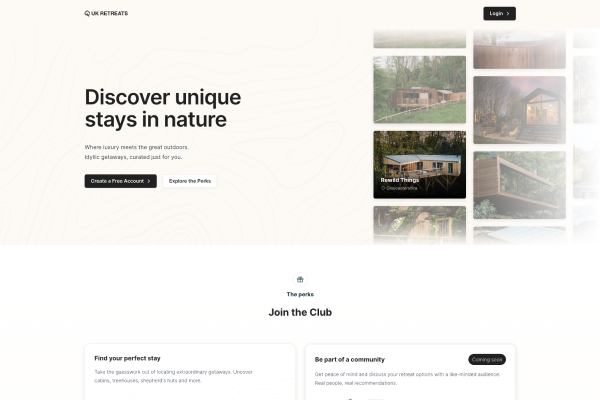 UK RETREATS
Login
Discover unique
stays in nature
Where luxury meets the great outdoors.
Idyllic getaways, curated just for you.
Create a Free Account
Explore the Perks
Rewild Things
Gloucestershire
The perks
Join the Club
Find your perfect stay
Take the guesswork out of locating extraordinary getaways. Uncover
cabins, treehouses, shepherd's huts and more.
Be part of a community
Coming soon
Get peace of mind and discuss your retreat options with a like-minded audience.
Real people, real recommendations.